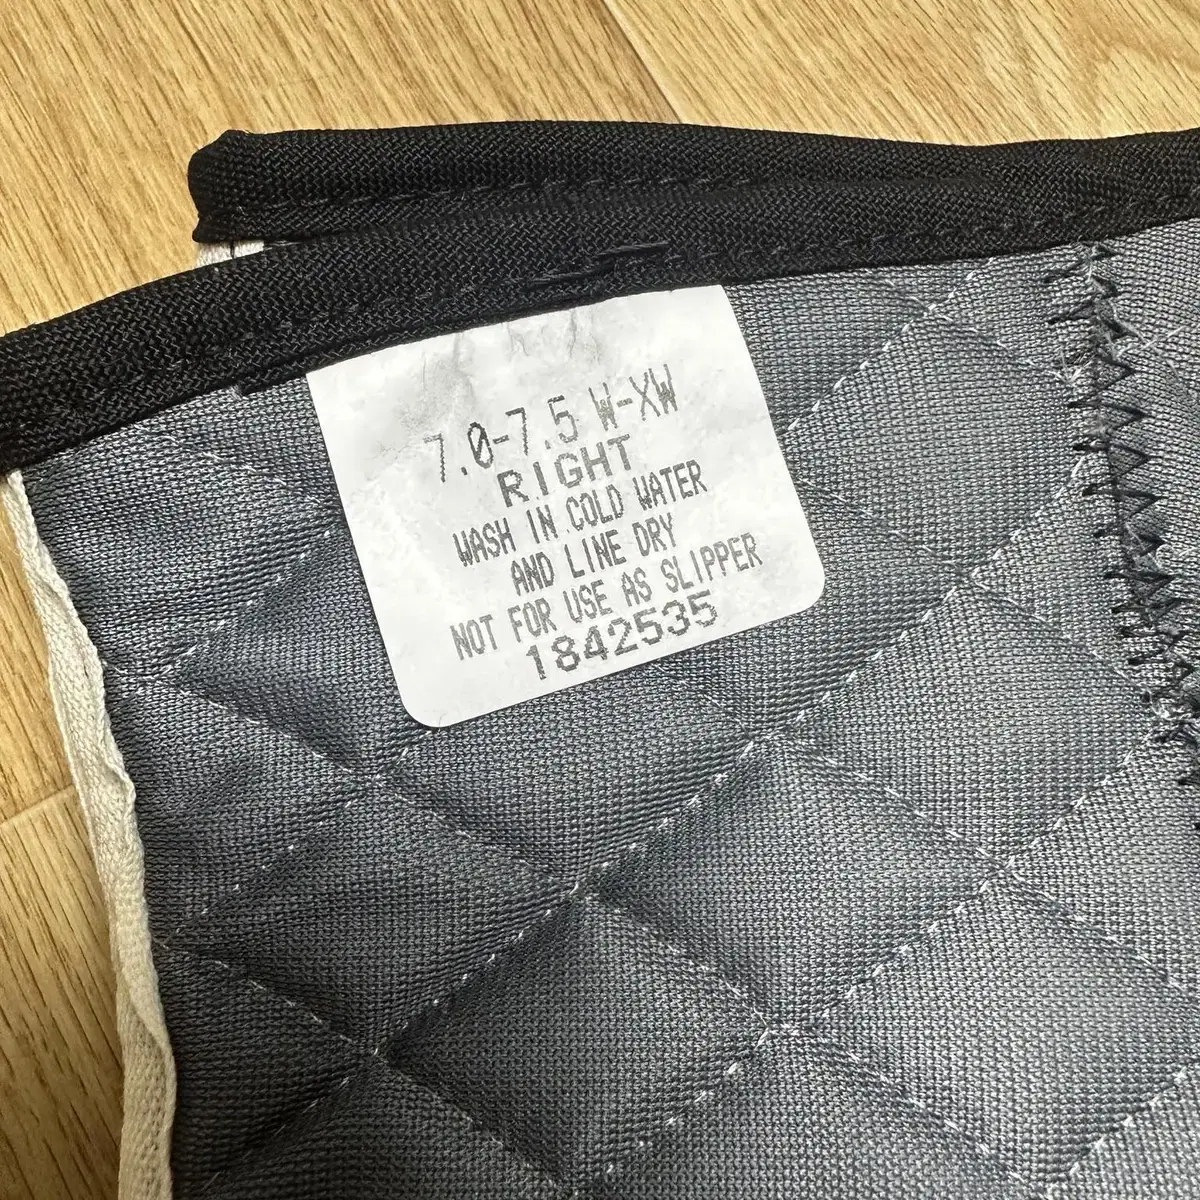 7.0-7.5 W-XW
RIGHT
WASH IN COLD WATER
AND LINE DRY
NOT FOR USE AS SLIPPER
1842535